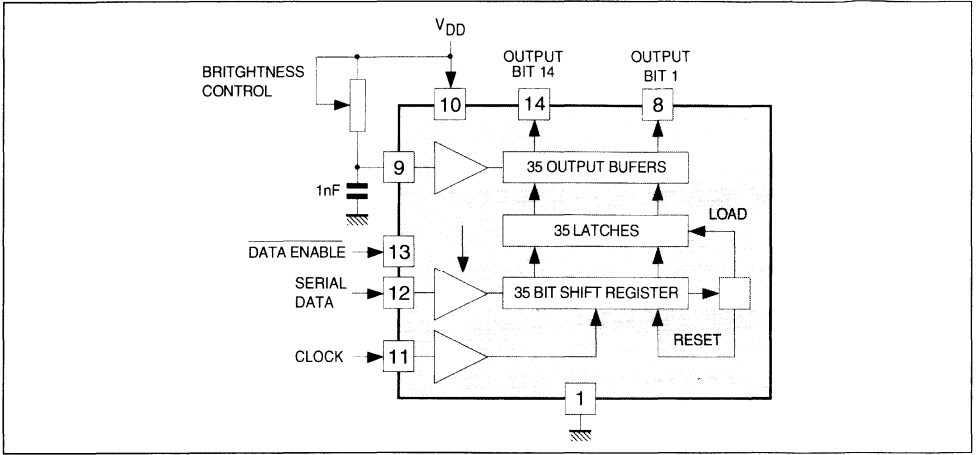 VDD
BRITGHTNESS
CONTROL
OUTPUT
BIT 14
OUTPUT
BIT 1
10
14
8
9
35 OUTPUT BUFERS
1nF
LOAD
35 LATCHES
DATA ENABLE
13
SERIAL
DATA
12
35 BIT SHIFT REGISTER
RESET
CLOCK
11
1